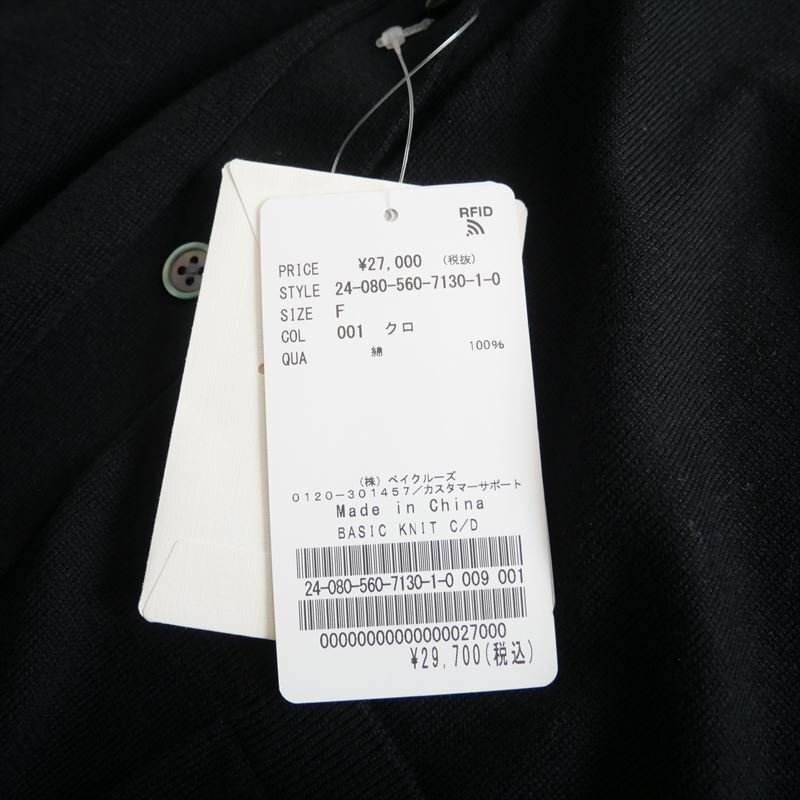 RFID
PRICE ¥27,000 (税抜)
STYLE 24-080-560-7130-1-0
SIZE F
COL 001 クロ
QUA 綿 100%
(株) ベイクルーズ
0120-301457/カスタマーサポート
Made in China
BASIC KNIT C/D
24-080-560-7130-1-0 009 001
00000000000000027000
¥29,700(税込)